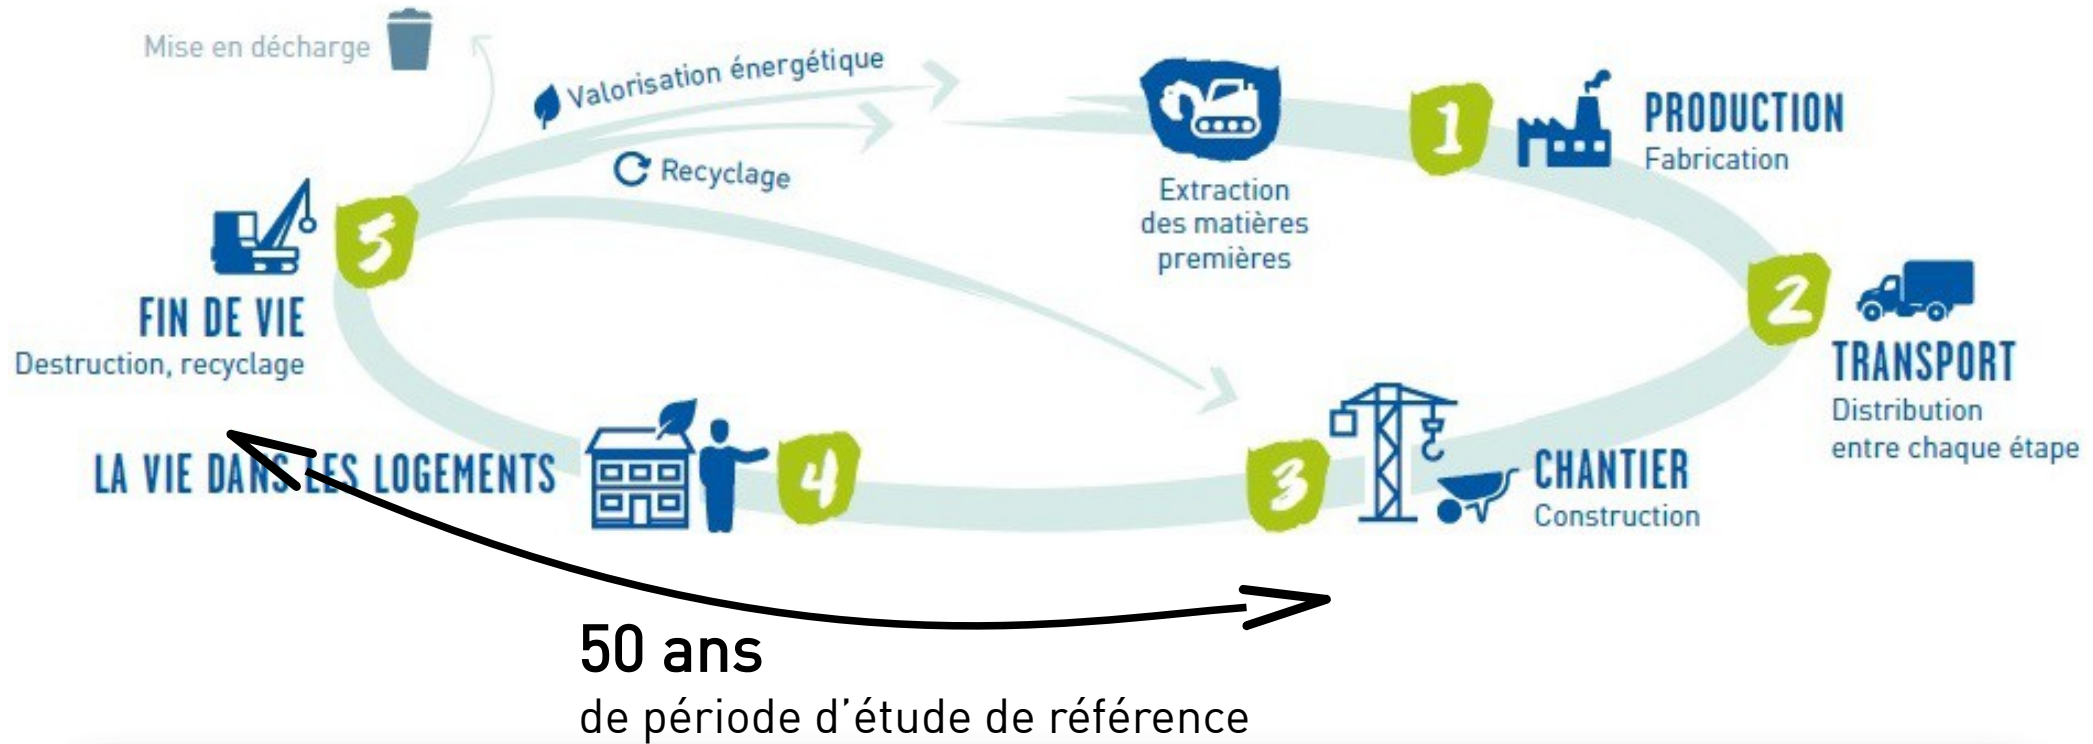 Mise en décharge
Valorisation énergétique
Recyclage
Extraction
des matières
premières
1
PRODUCTION
Fabrication
2
TRANSPORT
Distribution
entre chaque étape
3
CHANTIER
Construction
4
LA VIE DANS LES LOGEMENTS
5
FIN DE VIE
Destruction, recyclage
50 ans
de période d’étude de référence